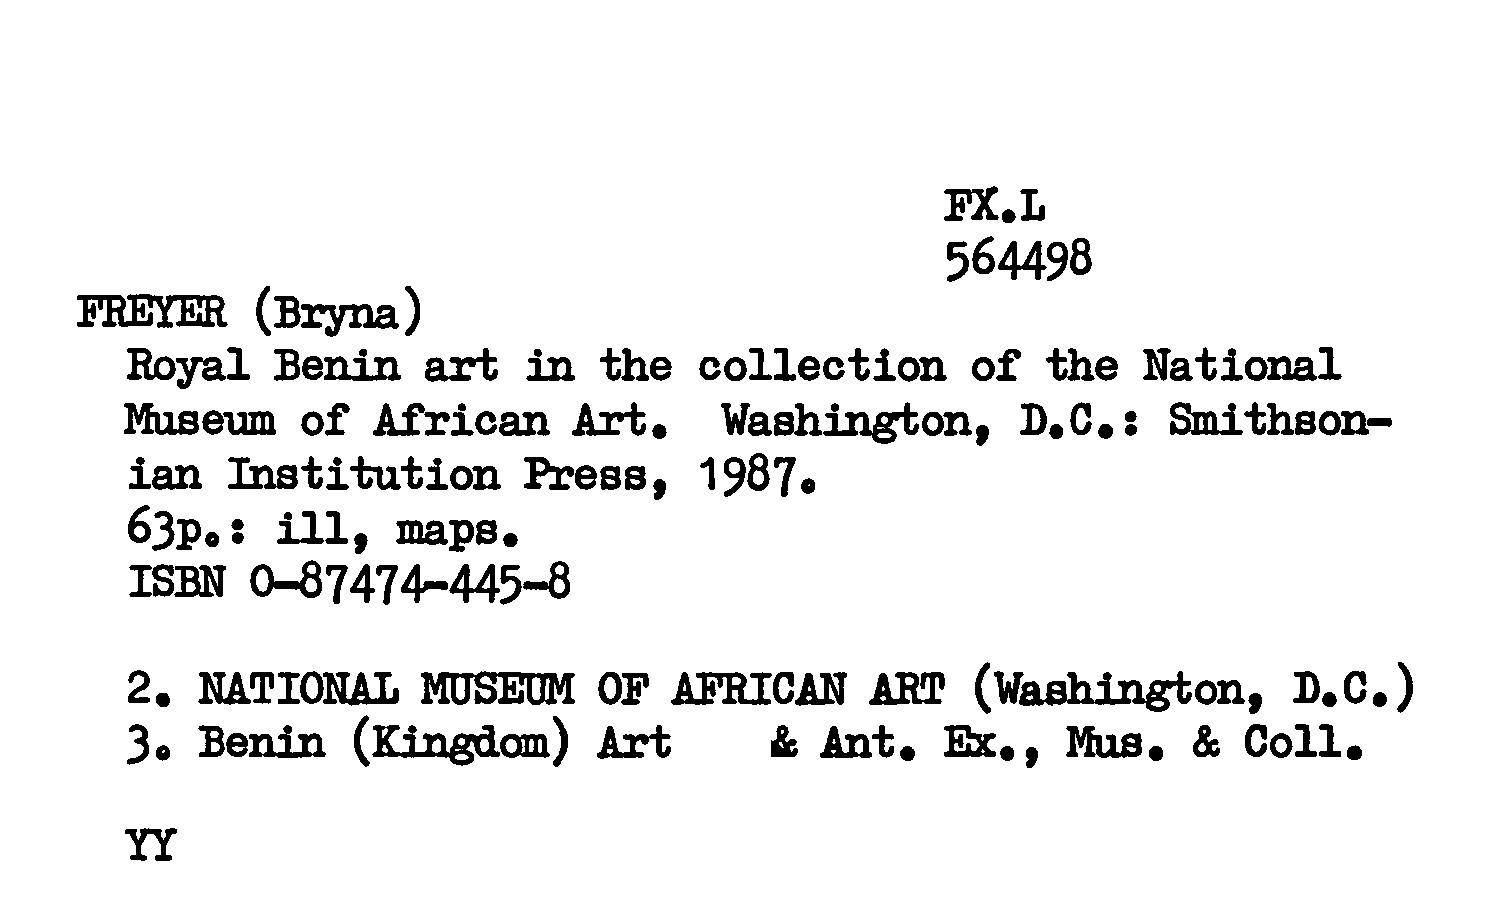 FX.L
564498
FREYER (Bryna)
Royal Benin art in the collection of the National
Museum of African Art. Washington, D.C.: Smithson-
ian Institution Press, 1987.
63p.: ill, maps.
ISBN 0-87474-445-8
2. NATIONAL MUSEUM OF AFRICAN ART (Washington, D.C.)
3. Benin (Kingdom) Art & Ant. Ex., Mus. & Coll.
YY